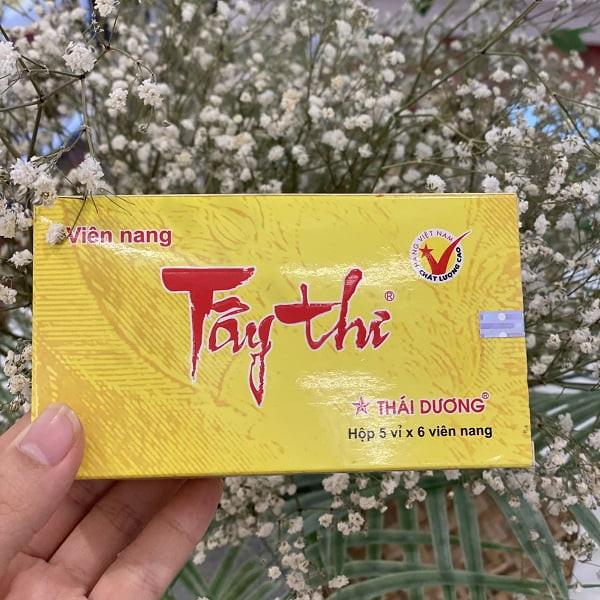 Viên nang
HÀNG VIỆT NAM
CHẤT LƯỢNG CAO
Tây thi®
THÁI DƯƠNG®
Hộp 5 vỉ x 6 viên nang